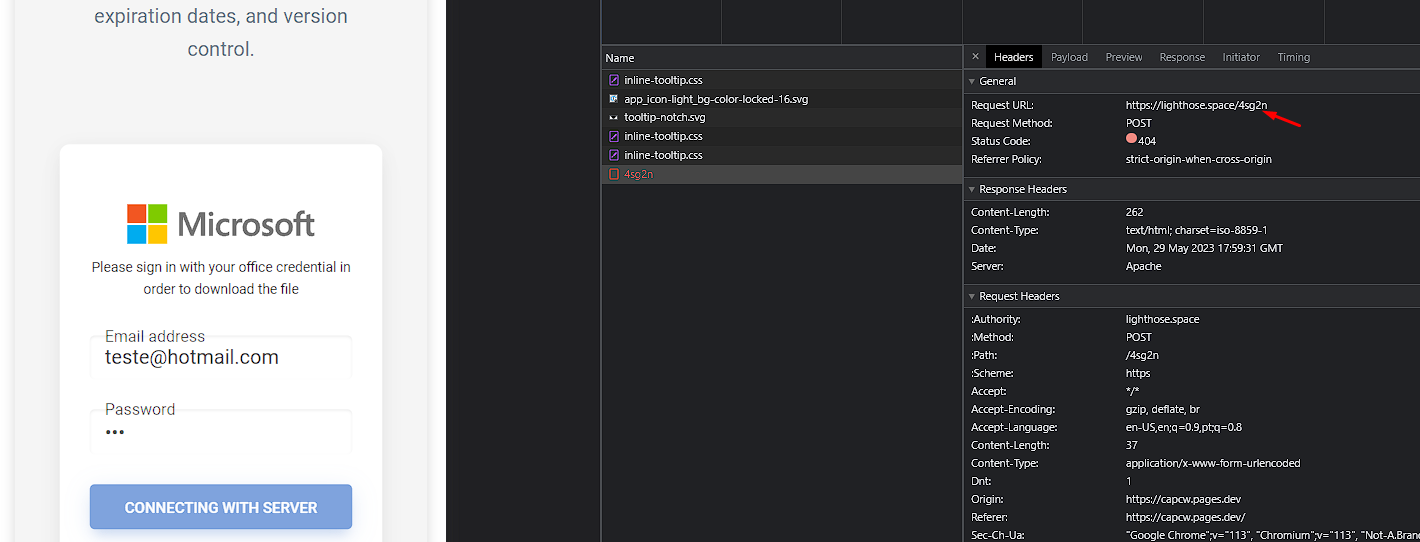 expiration dates, and version
control.
Microsoft
Please sign in with your office credential in
order to download the file
Email address
teste@hotmail.com
Password
•••
CONNECTING WITH SERVER
Name
inline-tooltip.css
app_icon-light_bg-color-locked-16.svg
tooltip-notch.svg
inline-tooltip.css
inline-tooltip.css
4sg2n
× Headers Payload Preview Response Initiator Timing
General
Request URL: https://lighthose.space/4sg2n
Request Method: POST
Status Code: 404
Referrer Policy: strict-origin-when-cross-origin
Response Headers
Content-Length: 262
Content-Type: text/html; charset=iso-8859-1
Date: Mon, 29 May 2023 17:59:31 GMT
Server: Apache
Request Headers
:Authority: lighthose.space
:Method: POST
:Path: /4sg2n
:Scheme: https
Accept: */*
Accept-Encoding: gzip, deflate, br
Accept-Language: en-US,en;q=0.9,pt;q=0.8
Content-Length: 37
Content-Type: application/x-www-form-urlencoded
Dnt: 1
Origin: https://capcw.pages.dev
Referer: https://capcw.pages.dev/
Sec-Ch-Ua: "Google Chrome";v="113", "Chromium";v="113", "Not-A.Bran